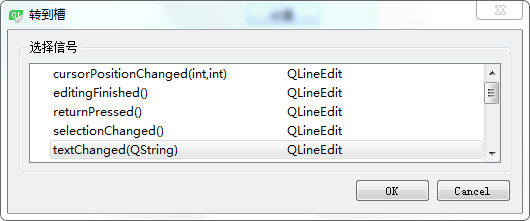 转到槽
选择信号
cursorPositionChanged(int,int) QLineEdit
editingFinished() QLineEdit
returnPressed() QLineEdit
selectionChanged() QLineEdit
textChanged(QString) QLineEdit
OK Cancel